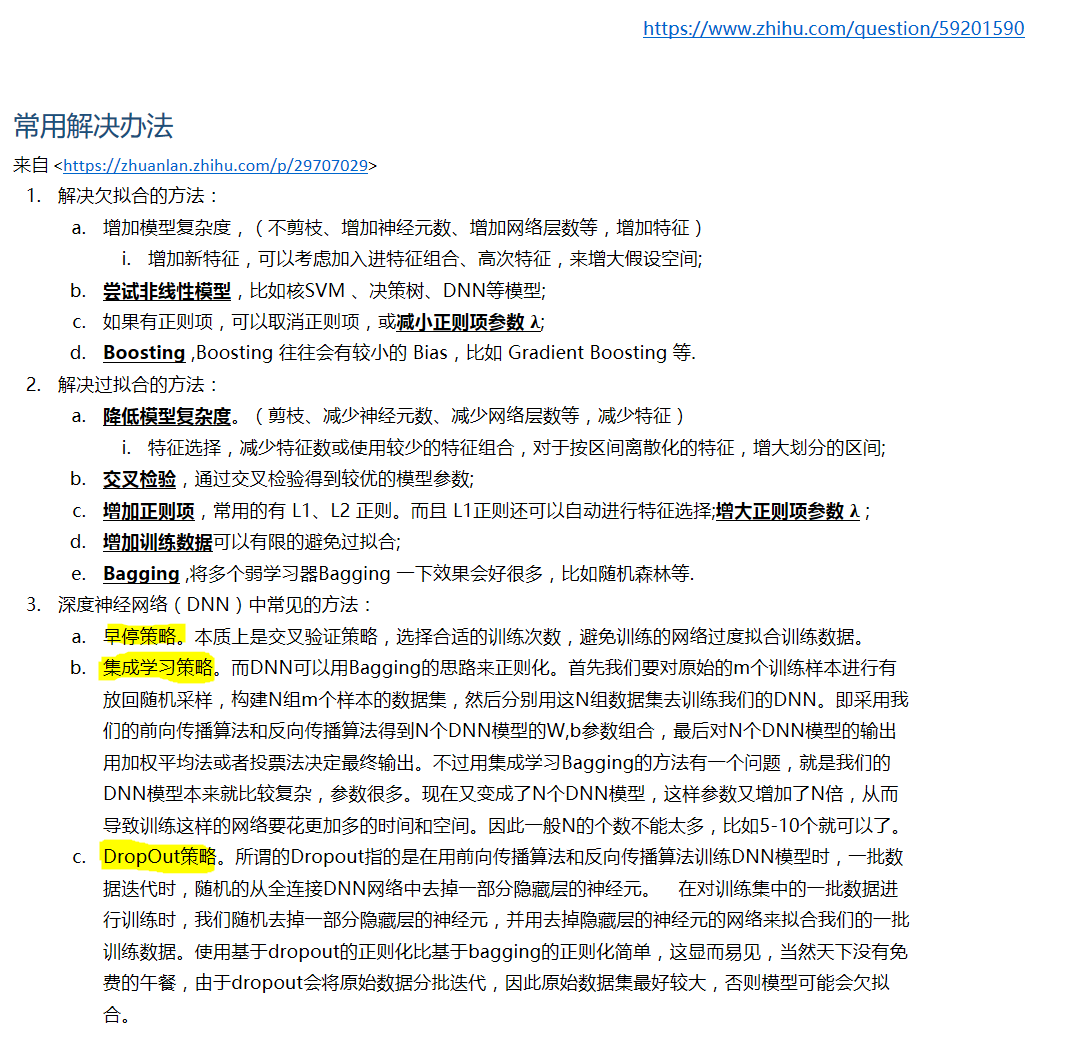 https://www.zhihu.com/question/59201590
常用解决办法
来自 <https://zhuanlan.zhihu.com/p/29707029>
1. 解决欠拟合的方法：
a. 增加模型复杂度，（不剪枝、增加神经元数、增加网络层数等，增加特征）
i. 增加新特征，可以考虑加入进特征组合、高次特征，来增大假设空间;
b. 尝试非线性模型，比如核SVM 、决策树、DNN等模型;
c. 如果有正则项，可以取消正则项，或减小正则项参数 λ;
d. Boosting ,Boosting 往往会有较小的 Bias，比如 Gradient Boosting 等.
2. 解决过拟合的方法：
a. 降低模型复杂度。（剪枝、减少神经元数、减少网络层数等，减少特征）
i. 特征选择，减少特征数或使用较少的特征组合，对于按区间离散化的特征，增大划分的区间;
b. 交叉检验，通过交叉检验得到较优的模型参数;
c. 增加正则项，常用的有 L1、L2 正则。而且 L1正则还可以自动进行特征选择;增大正则项参数 λ ;
d. 增加训练数据可以有限的避免过拟合;
e. Bagging ,将多个弱学习器Bagging 一下效果会好很多，比如随机森林等.
3. 深度神经网络（DNN）中常见的方法：
a. 早停策略。本质上是交叉验证策略，选择合适的训练次数，避免训练的网络过度拟合训练数据。
b. 集成学习策略。而DNN可以用Bagging的思路来正则化。首先我们要对原始的m个训练样本进行有
放回随机采样，构建N组m个样本的数据集，然后分别用这N组数据集去训练我们的DNN。即采用我
们的前向传播算法和反向传播算法得到N个DNN模型的W,b参数组合，最后对N个DNN模型的输出
用加权平均法或者投票法决定最终输出。不过用集成学习Bagging的方法有一个问题，就是我们的
DNN模型本来就比较复杂，参数很多。现在又变成了N个DNN模型，这样参数又增加了N倍，从而
导致训练这样的网络要花更加多的时间和空间。因此一般N的个数不能太多，比如5-10个就可以了。
c. DropOut策略。所谓的Dropout指的是在用前向传播算法和反向传播算法训练DNN模型时，一批数
据迭代时，随机的从全连接DNN网络中去掉一部分隐藏层的神经元。 在对训练集中的一批数据进
行训练时，我们随机去掉一部分隐藏层的神经元，并用去掉隐藏层的神经元的网络来拟合我们的一批
训练数据。使用基于dropout的正则化比基于bagging的正则化简单，这显而易见，当然天下没有免
费的午餐，由于dropout会将原始数据分批迭代，因此原始数据集最好较大，否则模型可能会欠拟
合。